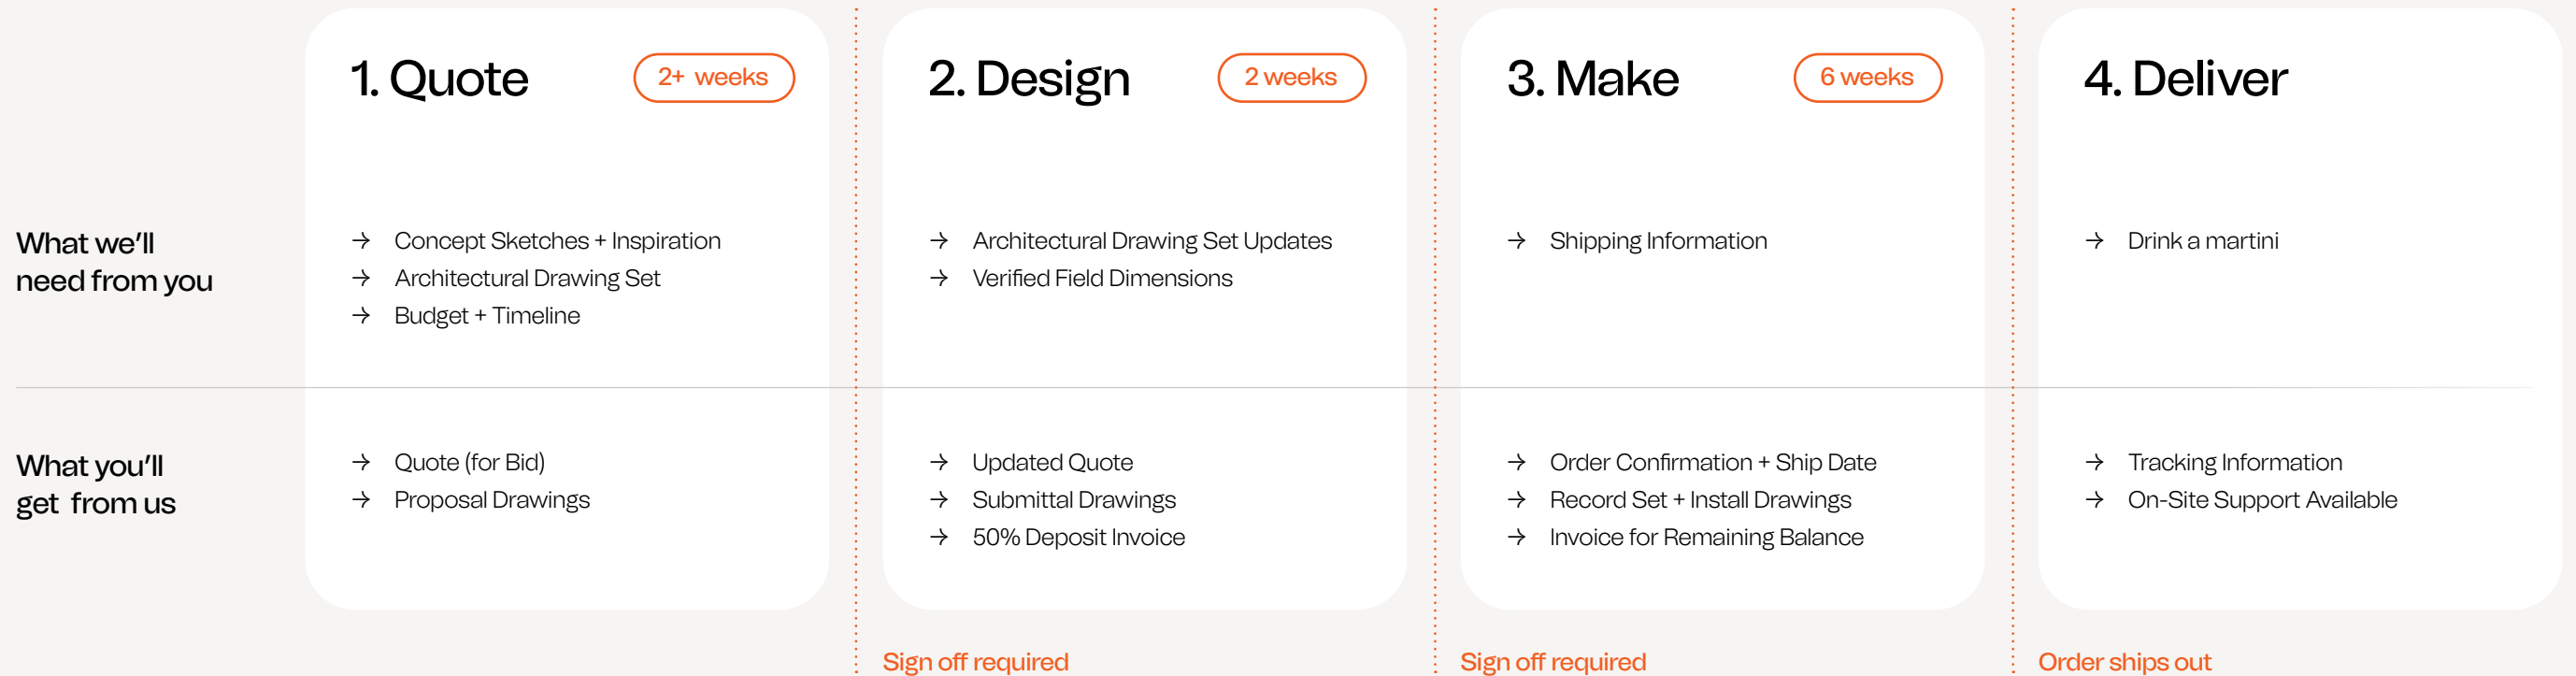 1. Quote
2+ weeks
2. Design
2 weeks
3. Make
6 weeks
4. Deliver
What we’ll
need from you
→ Concept Sketches + Inspiration
→ Architectural Drawing Set
→ Budget + Timeline
→ Architectural Drawing Set Updates
→ Verified Field Dimensions
→ Shipping Information
→ Drink a martini
What you’ll
get from us
→ Quote (for Bid)
→ Proposal Drawings
→ Updated Quote
→ Submittal Drawings
→ 50% Deposit Invoice
→ Order Confirmation + Ship Date
→ Record Set + Install Drawings
→ Invoice for Remaining Balance
→ Tracking Information
→ On-Site Support Available
Sign off required
Sign off required
Order ships out